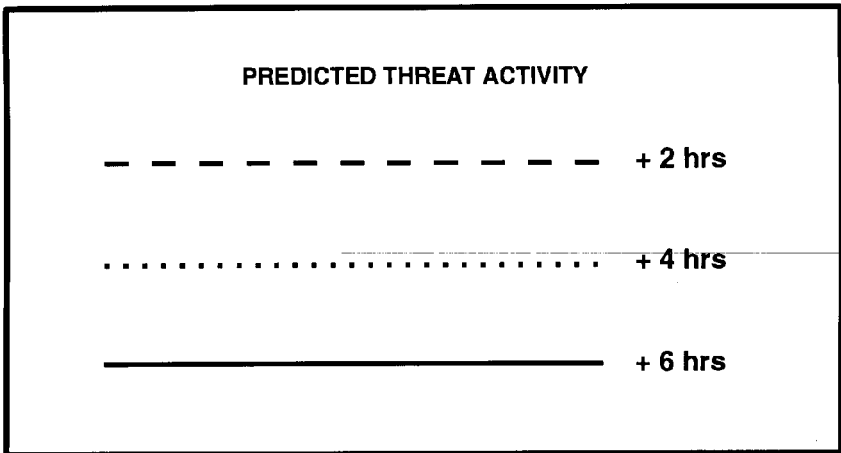 PREDICTED THREAT ACTIVITY
+ 2 hrs
+ 4 hrs
+ 6 hrs